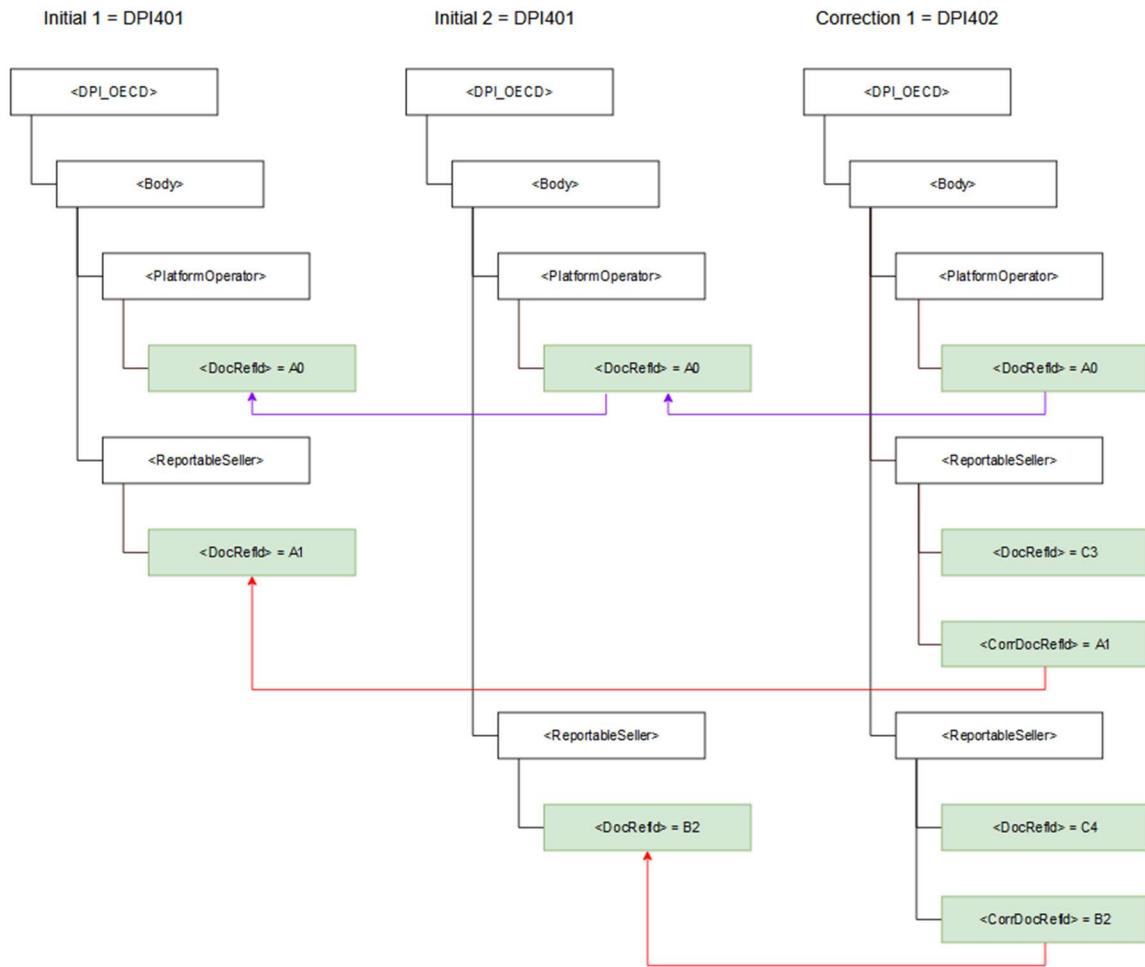 Initial 1 = DPI401
Initial 2 = DPI401
Correction 1 = DPI402
<DPI_OECD>
<DPI_OECD>
<DPI_OECD>
<Body>
<Body>
<Body>
<PlatformOperator>
<PlatformOperator>
<PlatformOperator>
<DocRefId> = A0
<DocRefId> = A0
<DocRefId> = A0
<ReportableSeller>
<ReportableSeller>
<DocRefId> = A1
<DocRefId> = C3
<CorrDocRefId> = A1
<ReportableSeller>
<ReportableSeller>
<DocRefId> = B2
<DocRefId> = C4
<CorrDocRefId> = B2